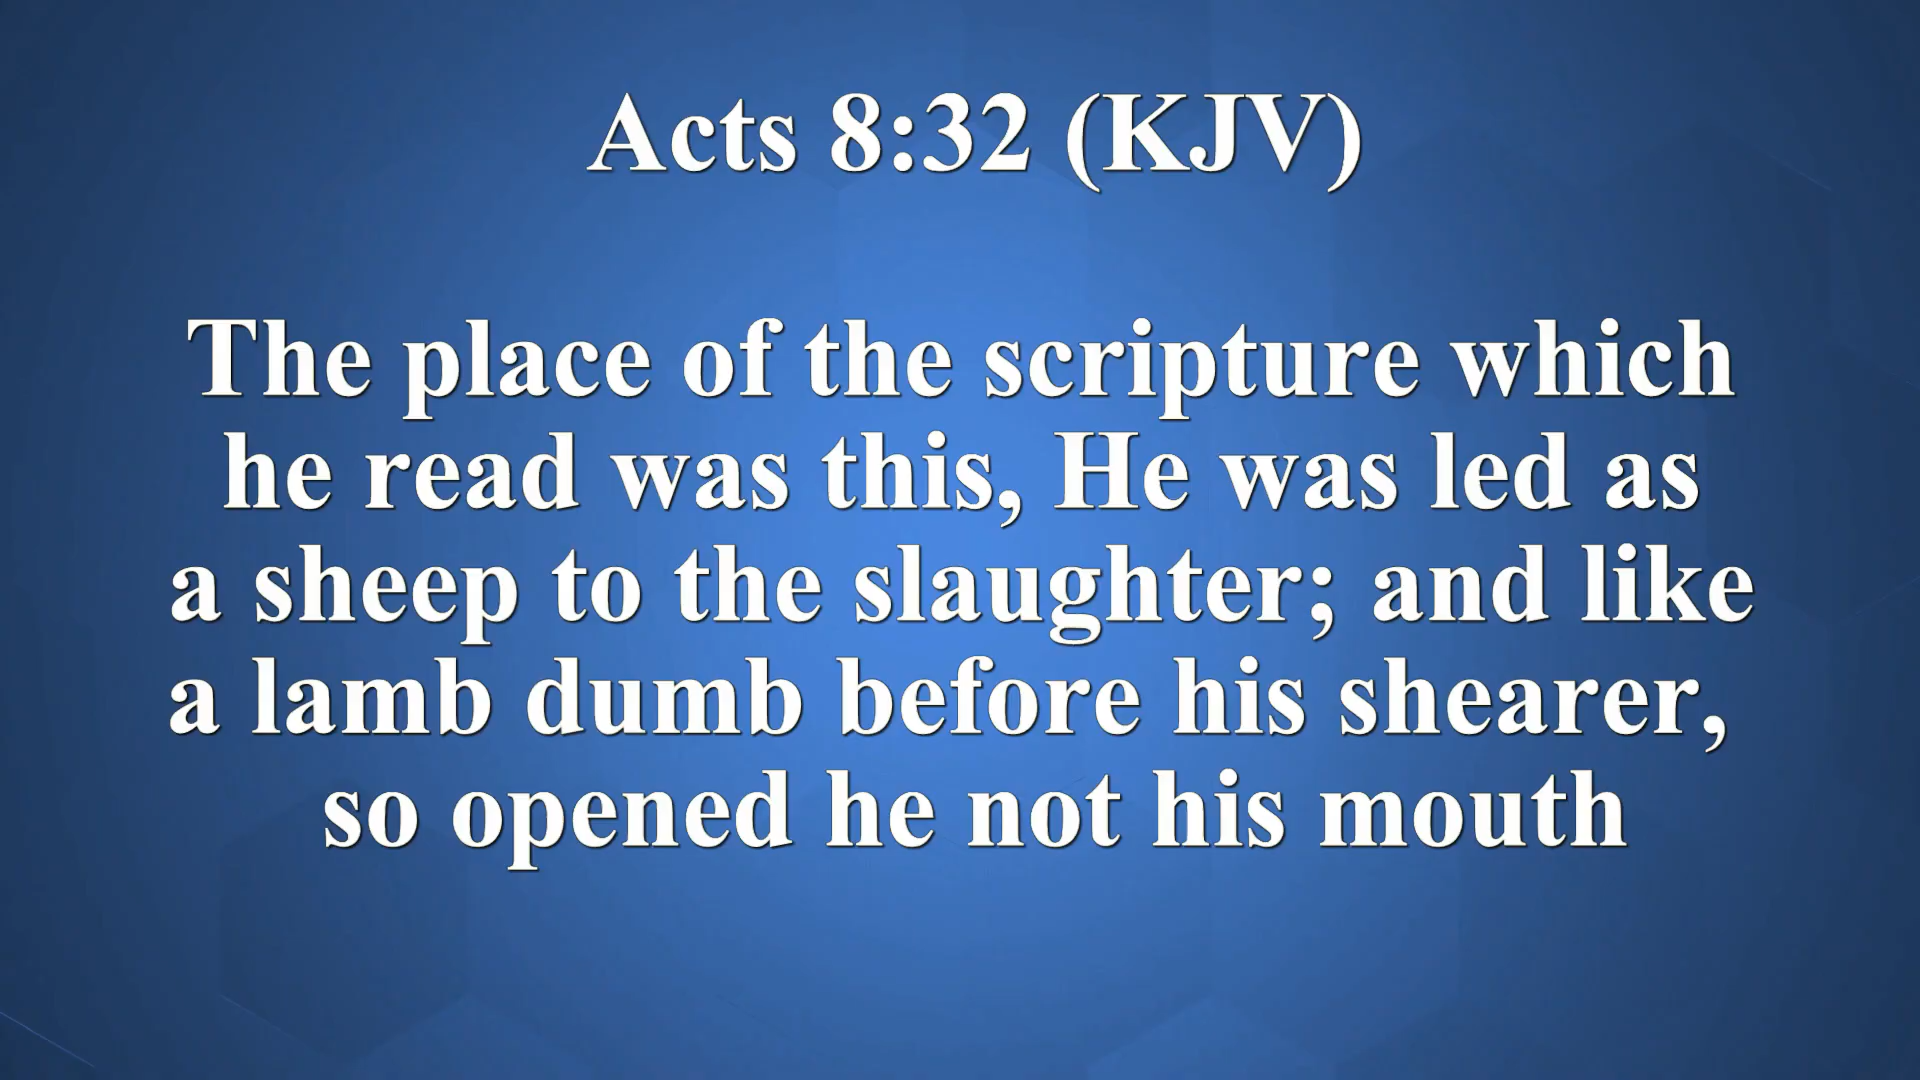 Acts 8:32 (KJV)
The place of the scripture which
he read was this, He was led as
a sheep to the slaughter; and like
a lamb dumb before his shearer,
so opened he not his mouth